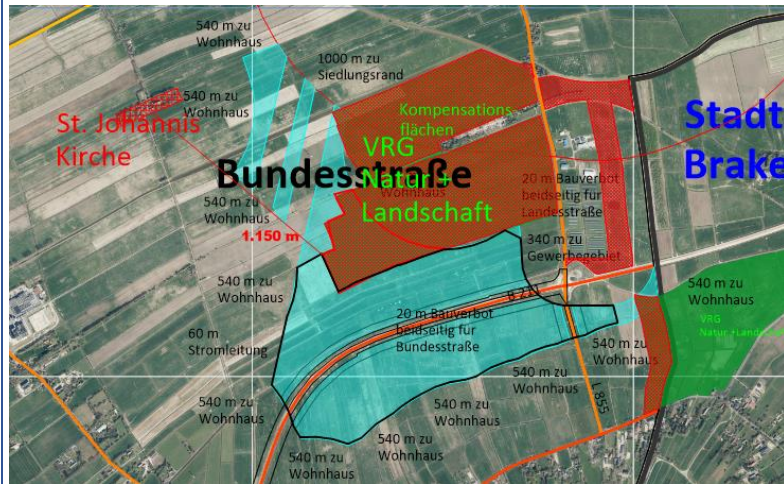 540 m zu
Wohnhaus
1000 m zu
Siedlungsrand
540 m zu
Wohnhaus
St. Johannis
Kirche
Kompensations-
flächen
VRG
Natur +
Landschaft
Bundesstraße
Wohnhaus
Stadt
Brake
20 m Bauverbot
beidseitig für
Landesstraße
540 m zu
Wohnhaus
1.150 m
340 m zu
Gewerbegebiet
540 m zu
Wohnhaus
540 m zu
Wohnhaus
B 211
20 m Bauverbot
beidseitig für
Bundesstraße
VRG
Natur +Landscha
60 m
Stromleitung
540 m zu
Wohnhaus
540 m zu
Wohnhaus
L 855
540 m zu
Wohnhaus
540 m zu
Wohnhaus
540 m zu
Wohnhaus
540 m zu
Wohnhaus